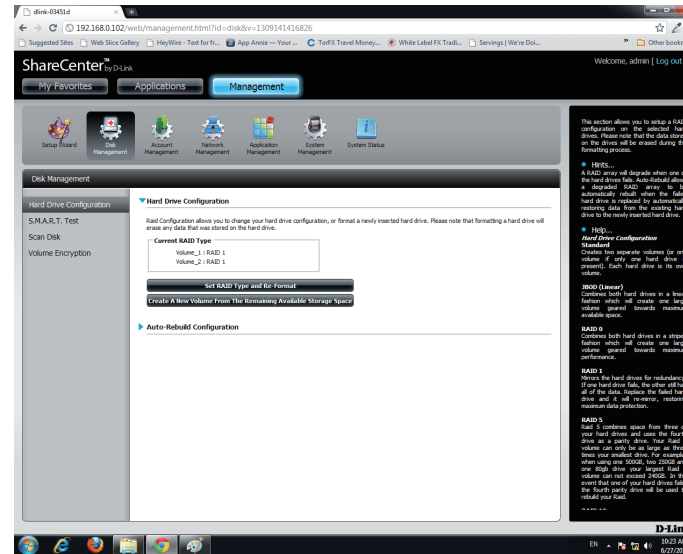 dlink-03451d
192.168.0.102/web/management.html?id=disk&v=1309141416826
Suggested Sites Web Slice Gallery HeyWire - Text for fr... App Annie — Your ... TorFX Travel Money... White Label FX Tradi... Servings | We're Doi... » Other bookr
ShareCenter™ by D-Link
Welcome, admin [ Log out
My Favorites Applications Management
Setup Wizard Disk Management Account Management Network Management Application Management System Management System Status
Disk Management
Hard Drive Configuration
S.M.A.R.T. Test
Scan Disk
Volume Encryption
Hard Drive Configuration
Raid Configuration allows you to change your hard drive configuration, or format a newly inserted hard drive. Please note that formatting a hard drive will
erase any data that was stored on the hard drive.
Current RAID Type
Volume_1 : RAID 1
Volume_2 : RAID 1
Set RAID Type and Re-Format
Create A New Volume From The Remaining Available Storage Space
Auto-Rebuild Configuration
This section allows you to setup a RAI
configuration on the selected har
drives. Please note that the data store
on the drives will be erased during th
formatting process.
Hints...
A RAID array will degrade when one o
the hard drives fails. Auto-Rebuild allow
a degraded RAID array to b
automatically rebuilt when the faile
hard drive is replaced by automaticall
restoring data from the existing har
drive to the newly inserted hard drive.
Help...
Hard Drive Configuration
Standard
Creates two separate volumes (or on
volume if only one hard drive
present). Each hard drive is its ow
volume.
JBOD (Linear)
Combines both hard drives in a linea
fashion which will create one larg
volume geared towards maximu
available space.
RAID 0
Combines both hard drives in a stripe
fashion which will create one larg
volume geared towards maximu
performance.
RAID 1
Mirrors the hard drives for redundancy
If one hard drive fails, the other still ha
all of the data. Replace the failed har
drive and it will re-mirror, restorin
maximum data protection.
RAID 5
Raid 5 combines space from three o
your hard drives and uses the fourt
drive as a parity drive. Your Raid
volume can only be as large as thre
times your smallest drive. For example
when using one 500GB, two 250GB an
one 80gb drive your largest Raid
volume can not exceed 240GB. In th
event that one of your hard drives fails
the fourth parity drive will be used t
rebuild your Raid.
D-Lin
EN 10:23 A
6/27/20